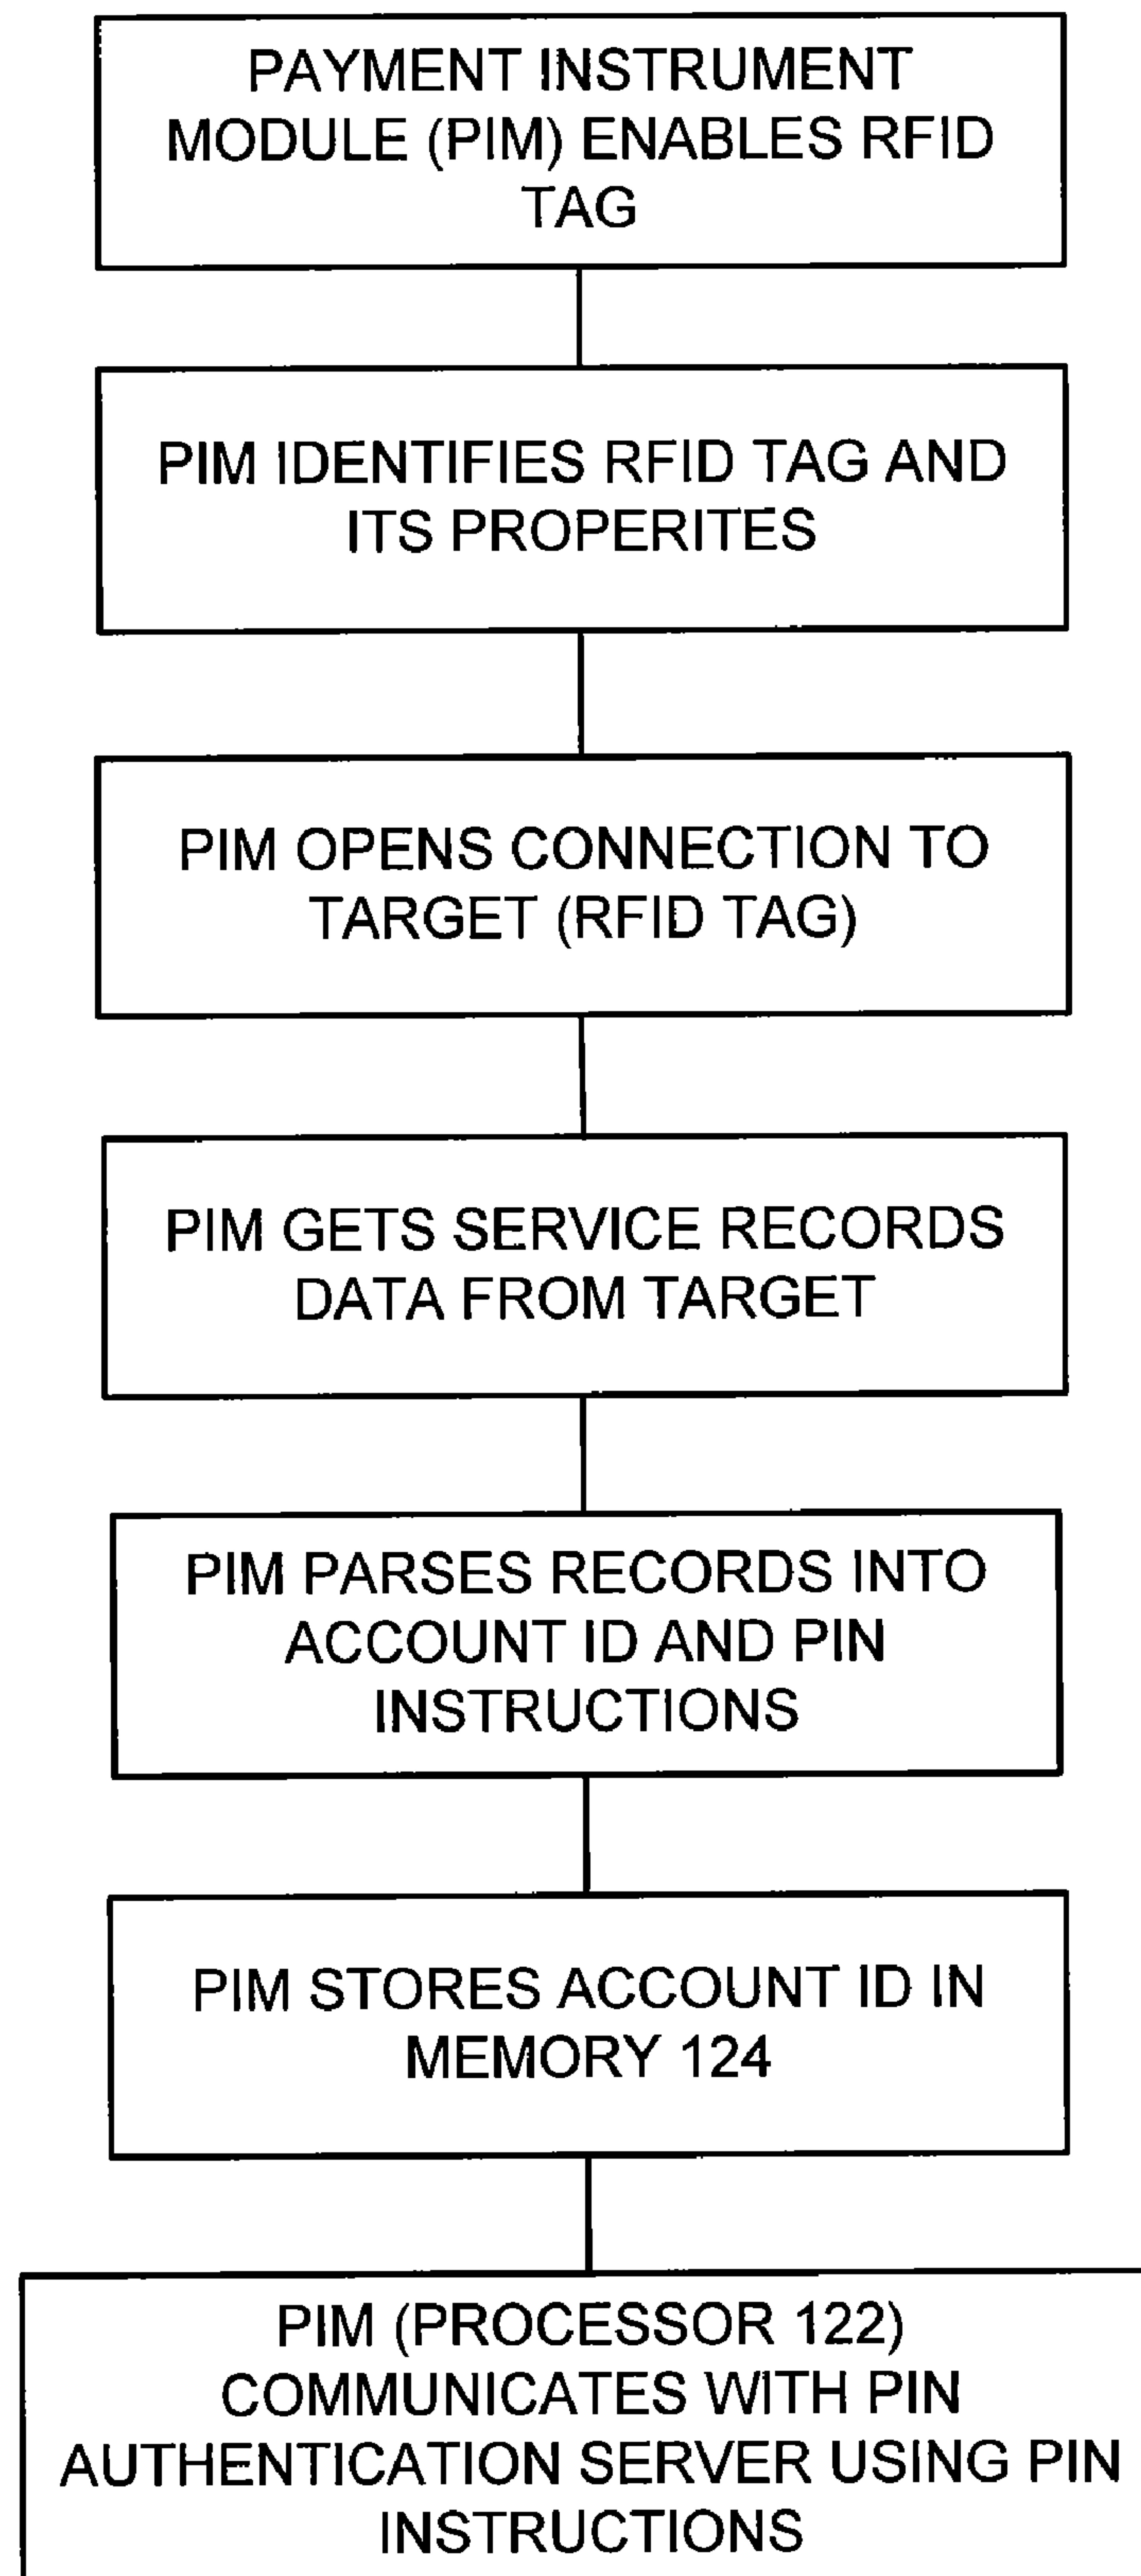 PAYMENT INSTRUMENT
MODULE (PIM) ENABLES RFID
TAG
PIM IDENTIFIES RFID TAG AND
ITS PROPERITES
PIM OPENS CONNECTION TO
TARGET (RFID TAG)
PIM GETS SERVICE RECORDS
DATA FROM TARGET
PIM PARSES RECORDS INTO
ACCOUNT ID AND PIN
INSTRUCTIONS
PIM STORES ACCOUNT ID IN
MEMORY 124
PIM (PROCESSOR 122)
COMMUNICATES WITH PIN
AUTHENTICATION SERVER USING PIN
INSTRUCTIONS